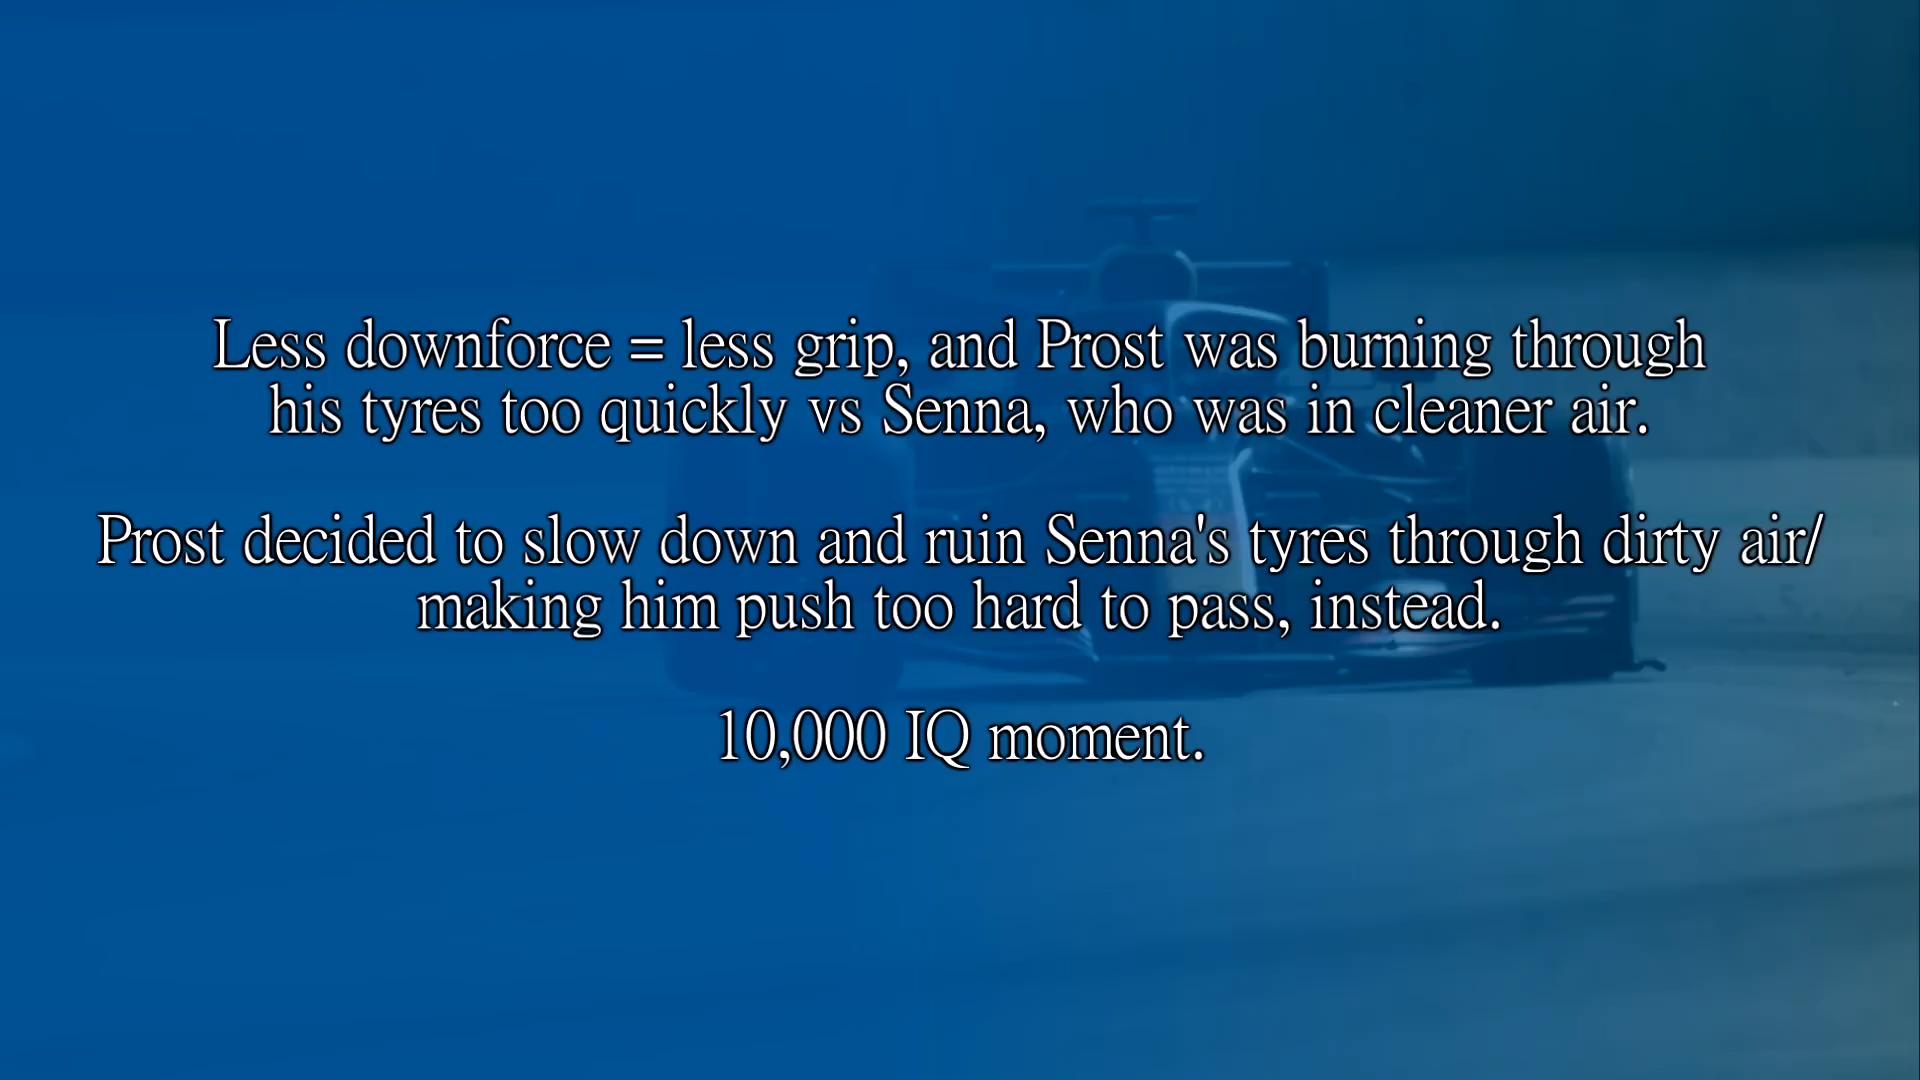 Less downforce = less grip, and Prost was burning through
his tyres too quickly vs Senna, who was in cleaner air.
Prost decided to slow down and ruin Senna's tyres through dirty air/
making him push too hard to pass, instead.
10,000 IQ moment.